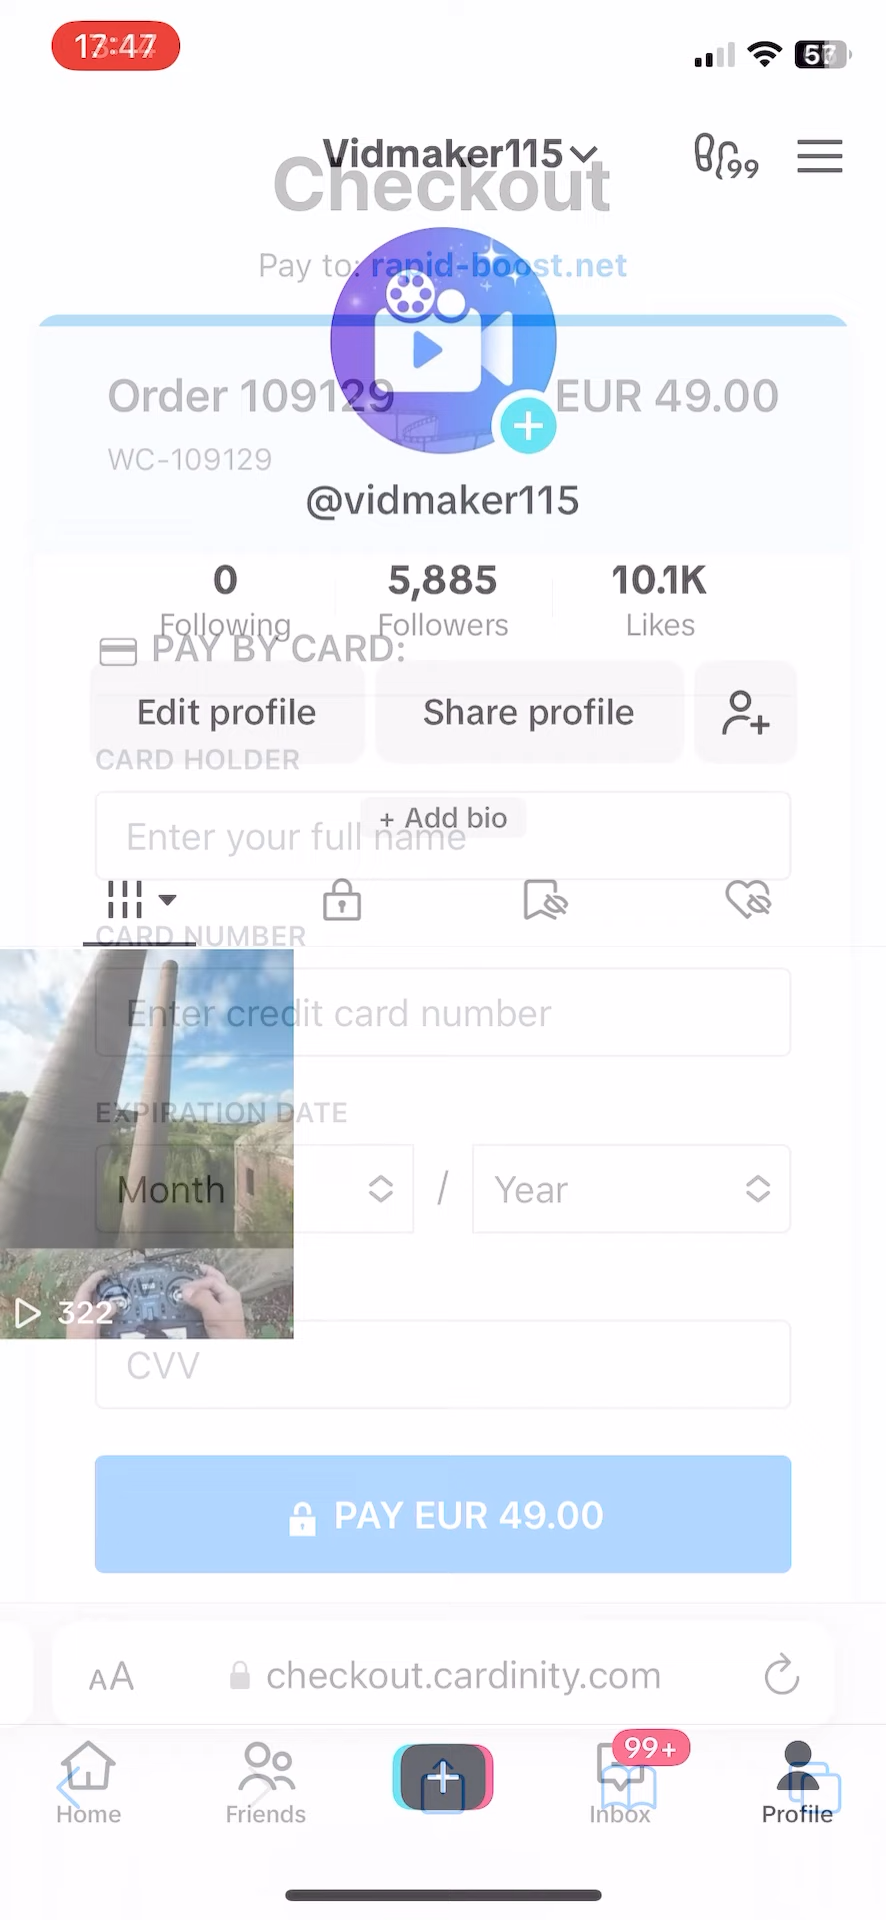 17:47
57
Vidmaker115
99
Checkout
Pay to: rapid-boost.net
Order 109129
EUR 49.00
WC-109129
@vidmaker115
0
5,885
10.1K
Following
Followers
Likes
PAY BY CARD:
Edit profile
Share profile
CARD HOLDER
+ Add bio
Enter your full name
CARD NUMBER
Enter credit card number
EXPIRATION DATE
Month
/
Year
322
CVV
PAY EUR 49.00
AA
checkout.cardinity.com
99+
Home
Friends
Inbox
Profile